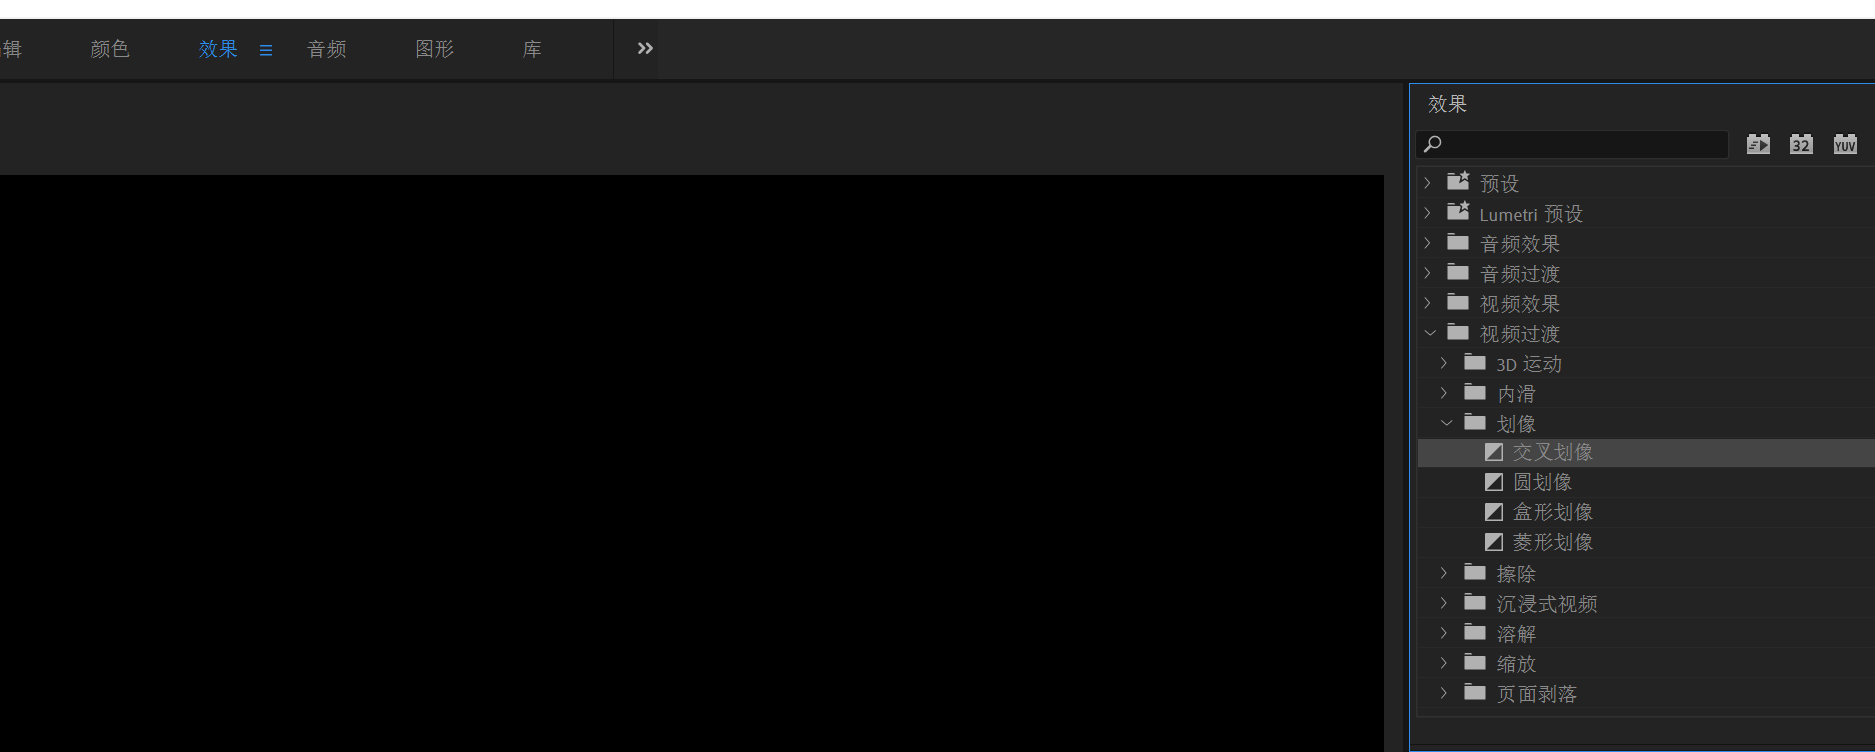 辑 颜色 效果 音频 图形 库
效果
32 YUV
预设
Lumetri 预设
音频效果
音频过渡
视频效果
视频过渡
3D 运动
内滑
划像
交叉划像
圆划像
盒形划像
菱形划像
擦除
沉浸式视频
溶解
缩放
页面剥落